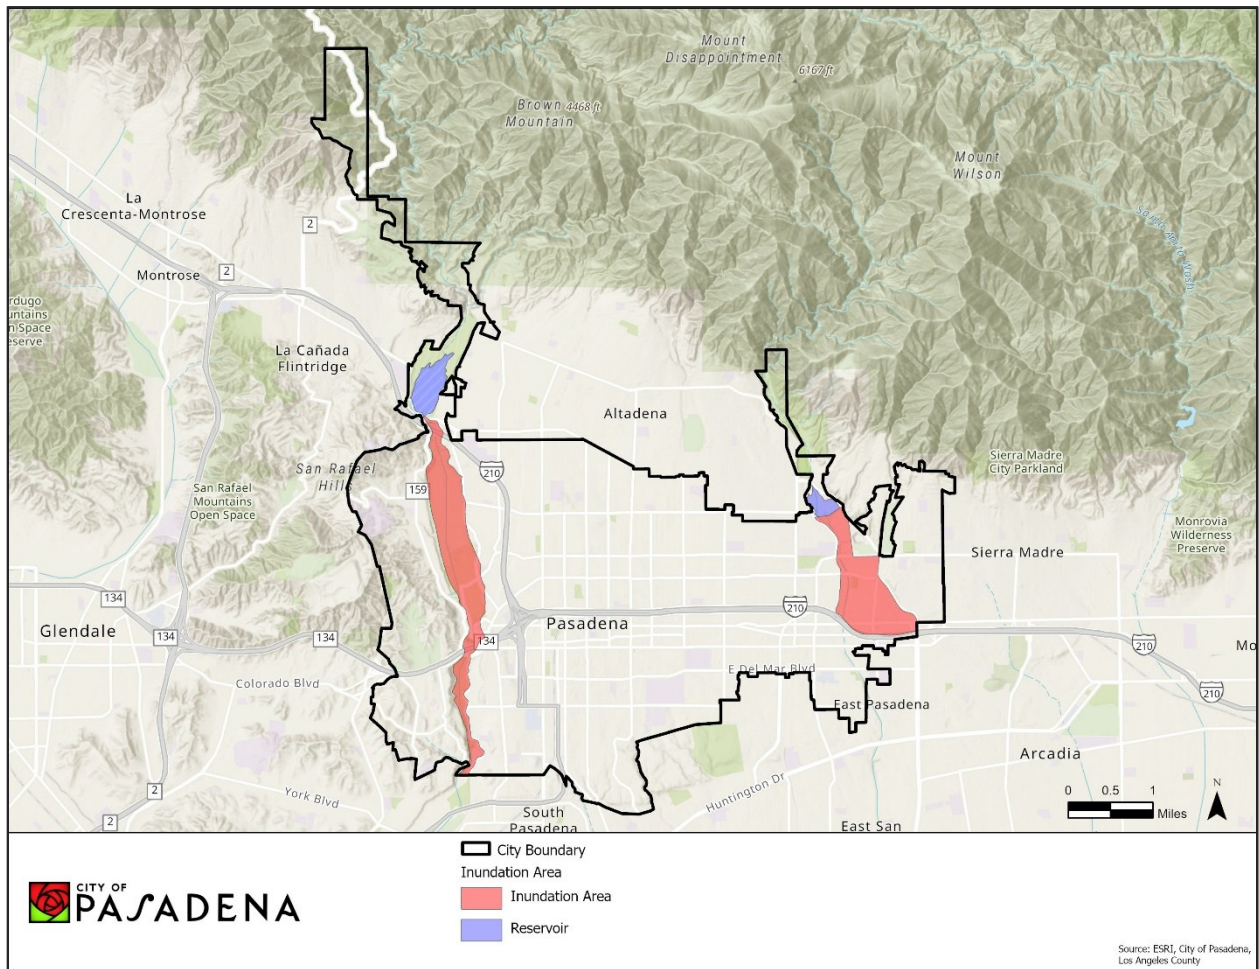 Mount
Disappointment
6167 ft
Brown
Mountain
4468 ft
Mount
Wilson
La
Crescenta-Montrose
2
Santa Anita Wash
Montrose
2
La Cañada
Flintridge
Altadena
San Rafael
Hills
159
210
San Rafael
Mountains
Open Space
Sierra Madre
City Parkland
Monrovia
Wilderness
Preserve
Sierra Madre
134
Glendale
134
134
134
Pasadena
210
210
210
Colorado Blvd
E Del Mar Blvd
East Pasadena
Arcadia
York Blvd
Huntington Dr
2
2
South
Pasadena
East San
0 0.5 1
Miles
N
City Boundary
Inundation Area
Inundation Area
Reservoir
CITY OF
PASADENA
Source: ESRI, City of Pasadena,
Los Angeles County